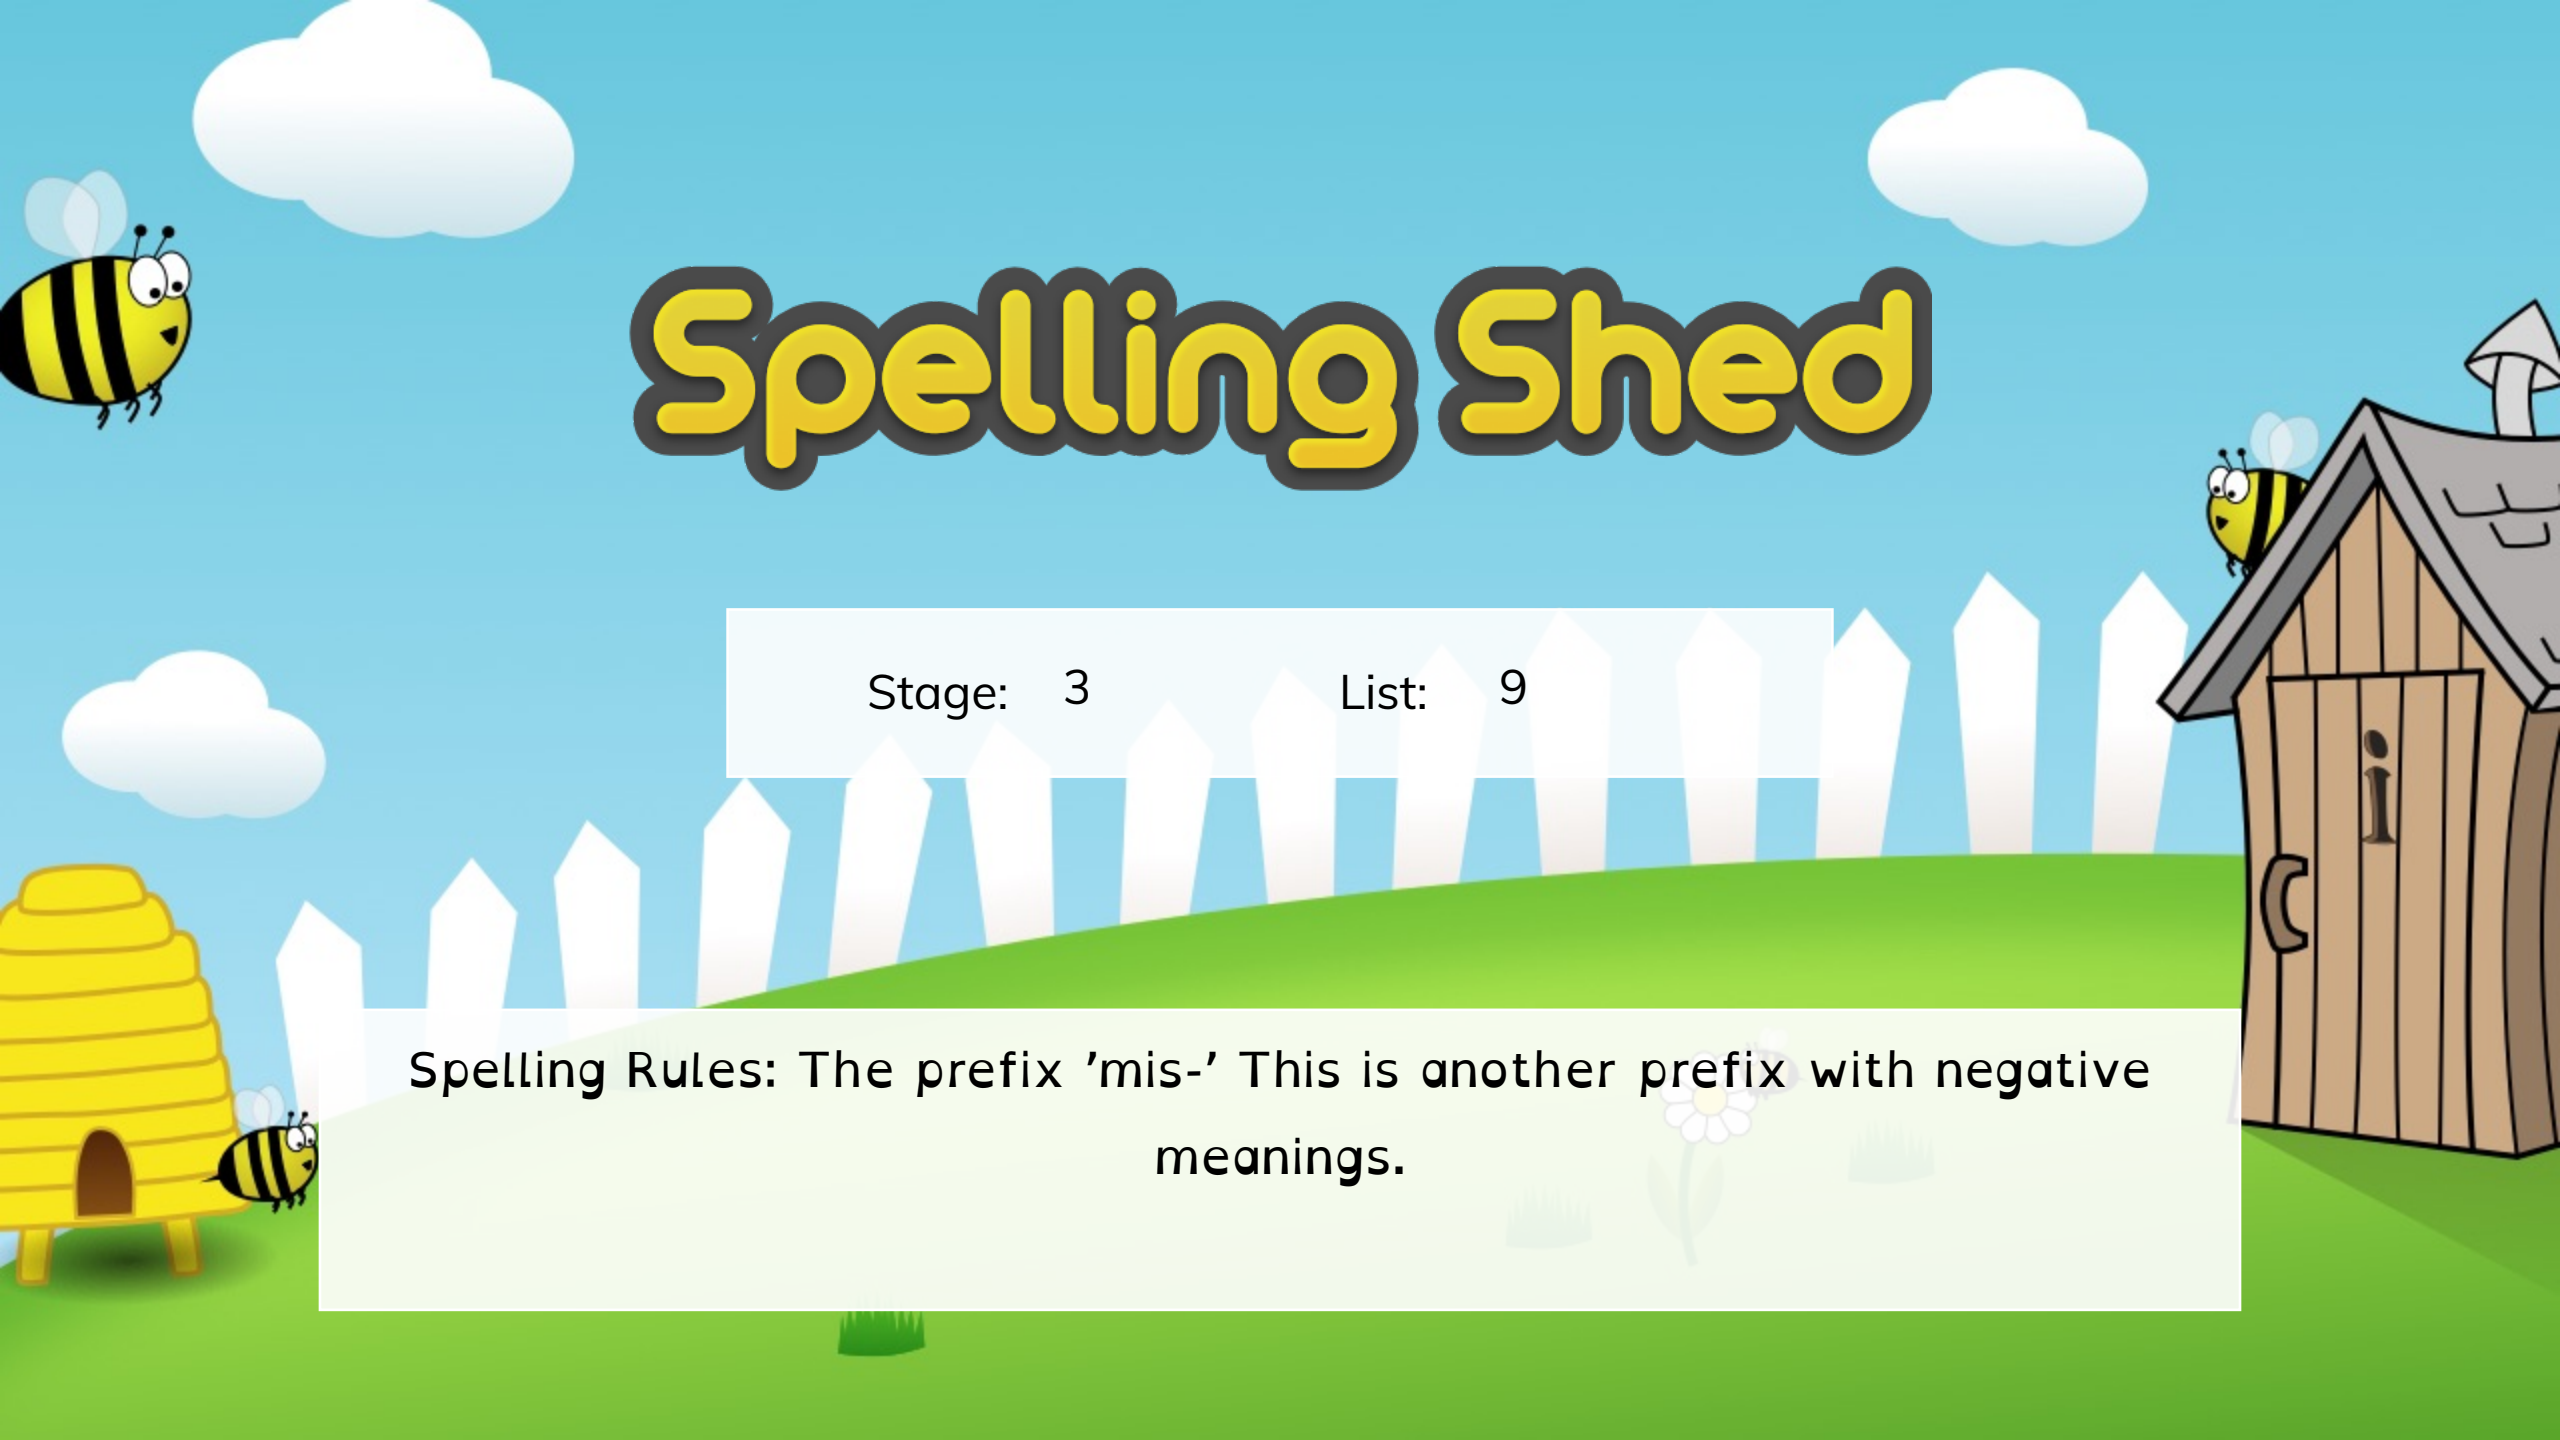 Spelling Shed
Stage: 3 List: 9
Spelling Rules: The prefix ’mis-’ This is another prefix with negative
meanings.
i